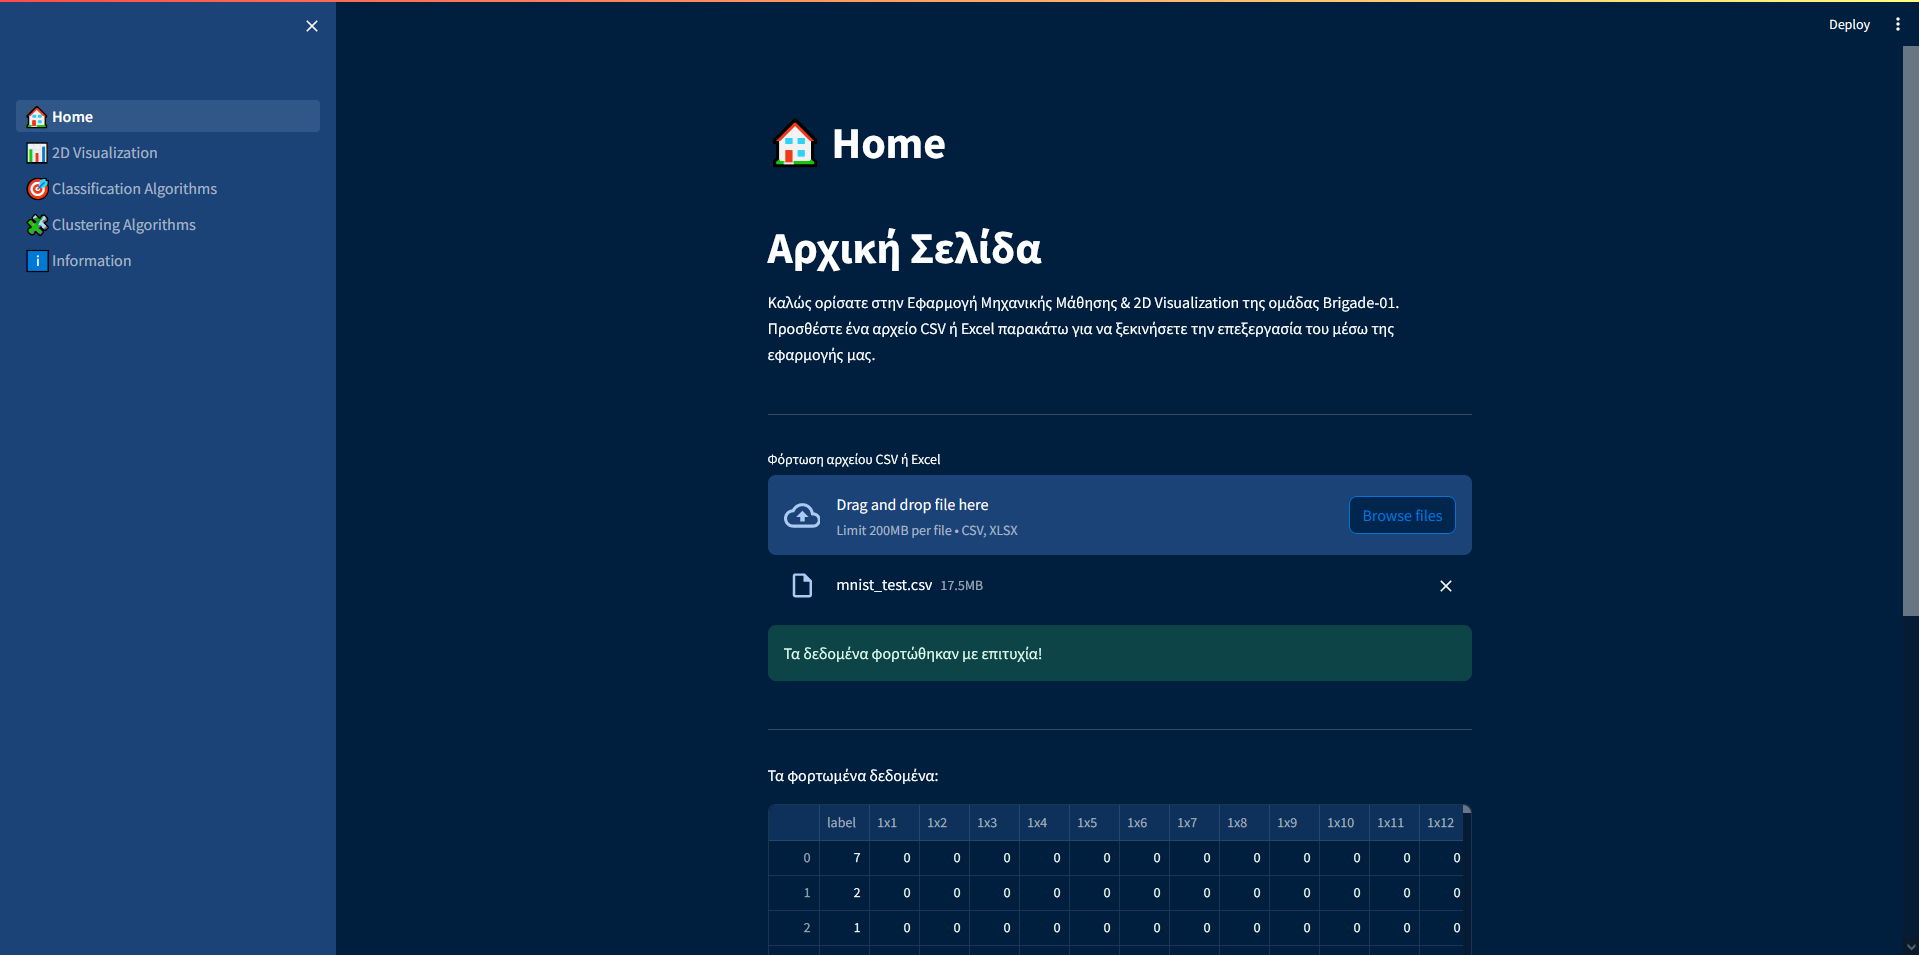 Deploy
Home
2D Visualization
Classification Algorithms
Clustering Algorithms
Information
Home
Αρχική Σελίδα
Καλώς ορίσατε στην Εφαρμογή Μηχανικής Μάθησης & 2D Visualization της ομάδας Brigade-01.
Προσθέστε ένα αρχείο CSV ή Excel παρακάτω για να ξεκινήσετε την επεξεργασία του μέσω της
εφαρμογής μας.
Φόρτωση αρχείου CSV ή Excel
Drag and drop file here
Limit 200MB per file • CSV, XLSX
Browse files
mnist_test.csv 17.5MB
Τα δεδομένα φορτώθηκαν με επιτυχία!
Τα φορτωμένα δεδομένα:
label 1x1 1x2 1x3 1x4 1x5 1x6 1x7 1x8 1x9 1x10 1x11 1x12
0 7 0 0 0 0 0 0 0 0 0 0 0 0
1 2 0 0 0 0 0 0 0 0 0 0 0 0
2 1 0 0 0 0 0 0 0 0 0 0 0 0